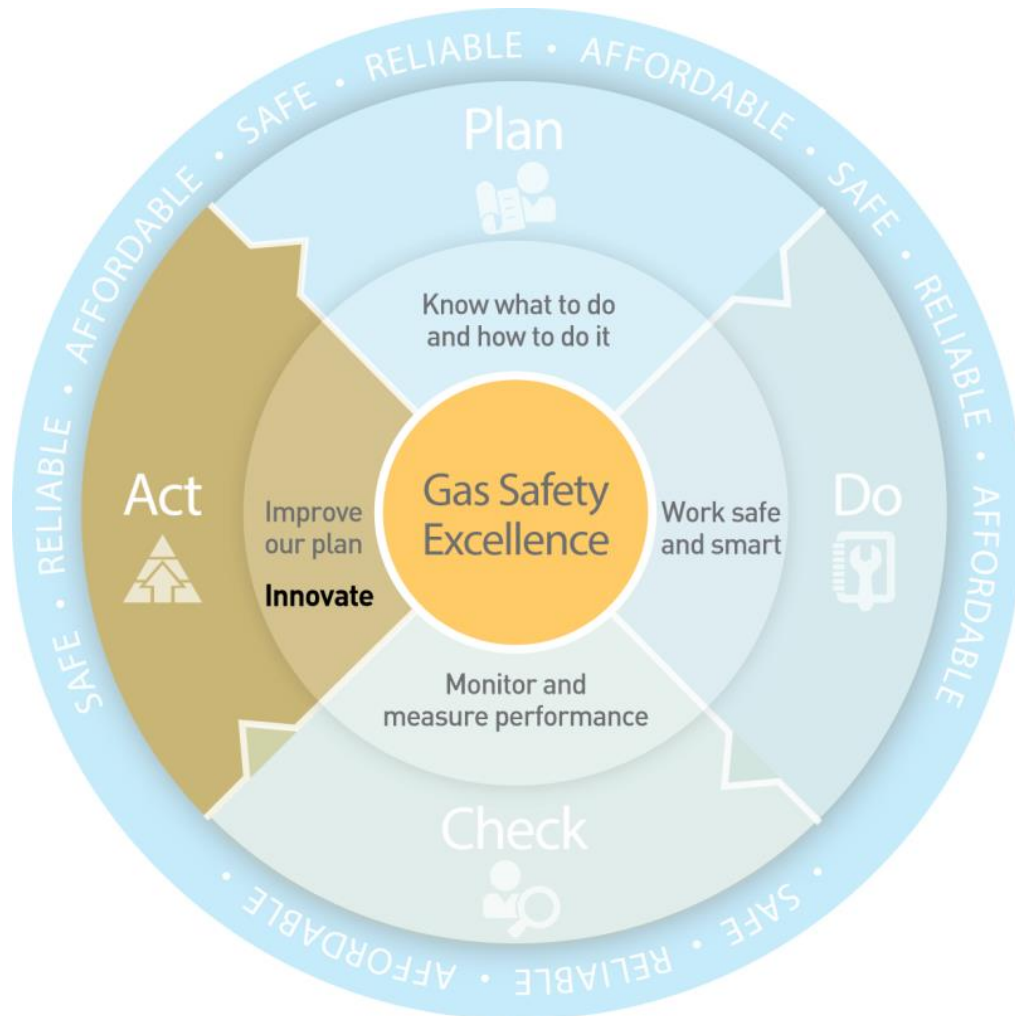 SAFE • RELIABLE • AFFORDABLE • SAFE • RELIABLE • AFFORDABLE • SAFE • RELIABLE • AFFORDABLE
• SAFE • RELIABLE • AFFORDABLE •
Plan
Know what to do
and how to do it
Do
Work safe
and smart
Check
Monitor and
measure performance
Act
Improve
our plan
Innovate
Gas Safety
Excellence